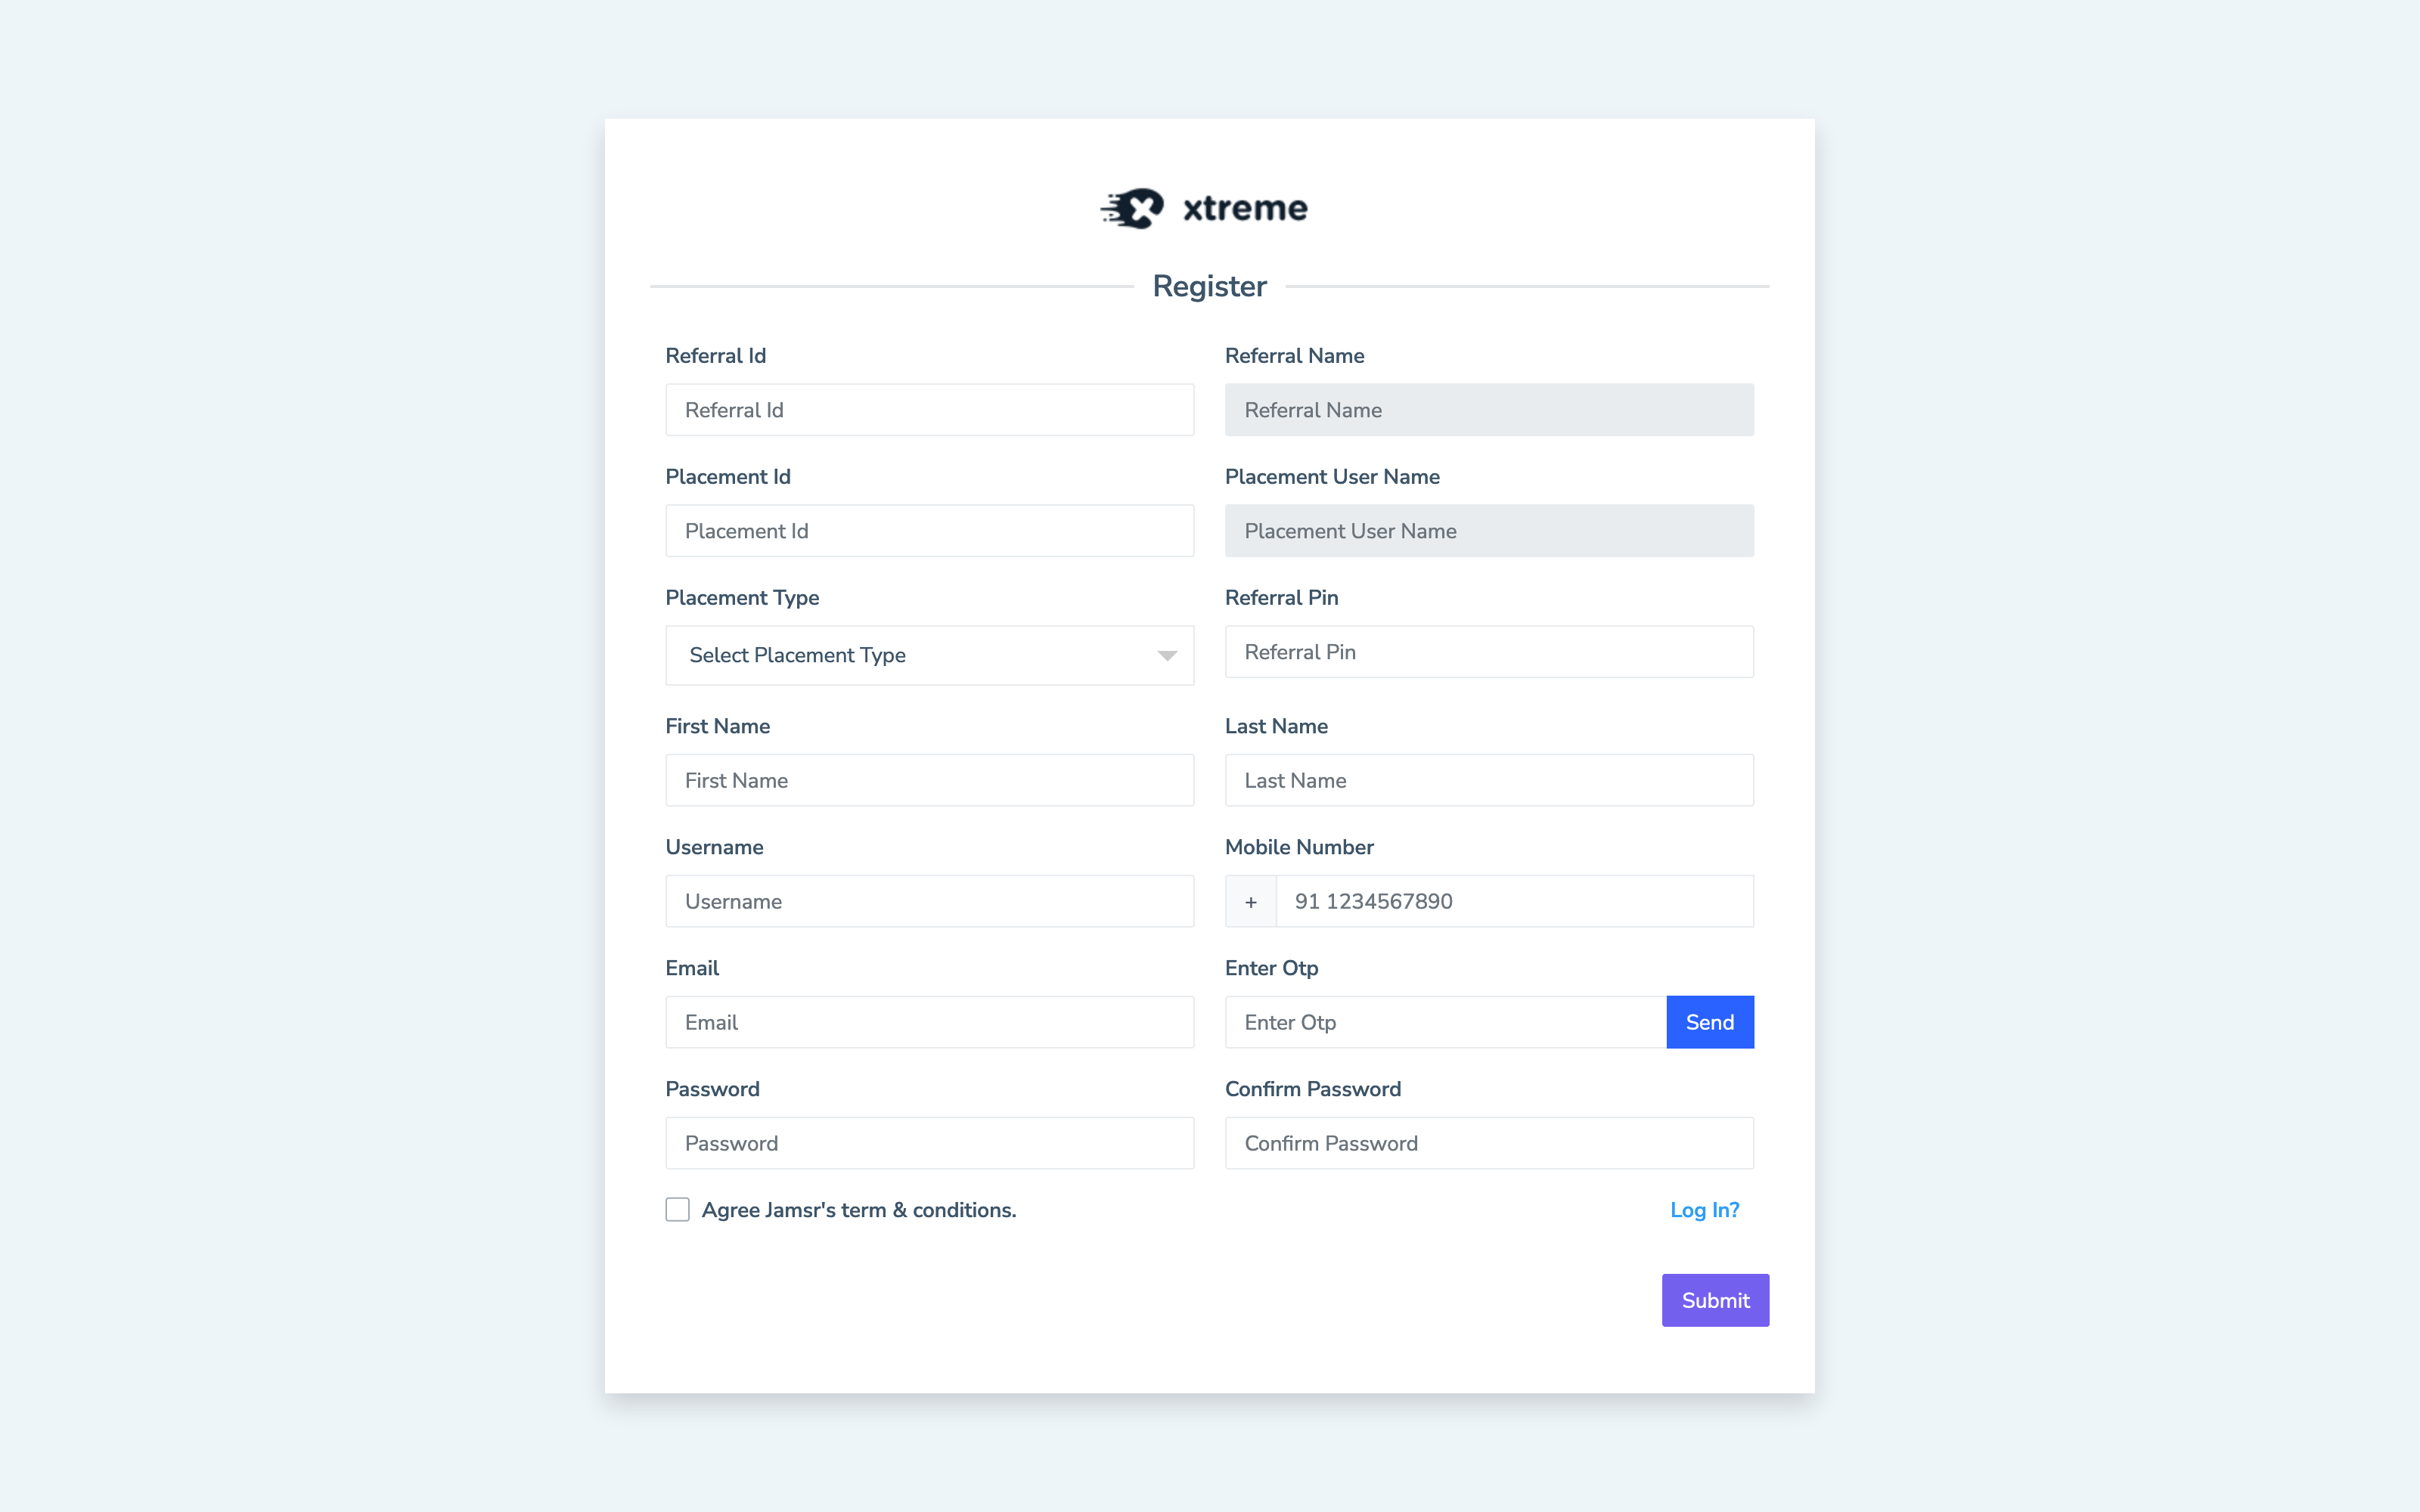 xtreme
Register
Referral Id
Referral Name
Referral Id
Referral Name
Placement Id
Placement User Name
Placement Id
Placement User Name
Placement Type
Referral Pin
Select Placement Type
Referral Pin
First Name
Last Name
First Name
Last Name
Username
Mobile Number
Username
+ 91 1234567890
Email
Enter Otp
Email
Enter Otp
Send
Password
Confirm Password
Password
Confirm Password
Agree Jamsr's term & conditions.
Log In?
Submit